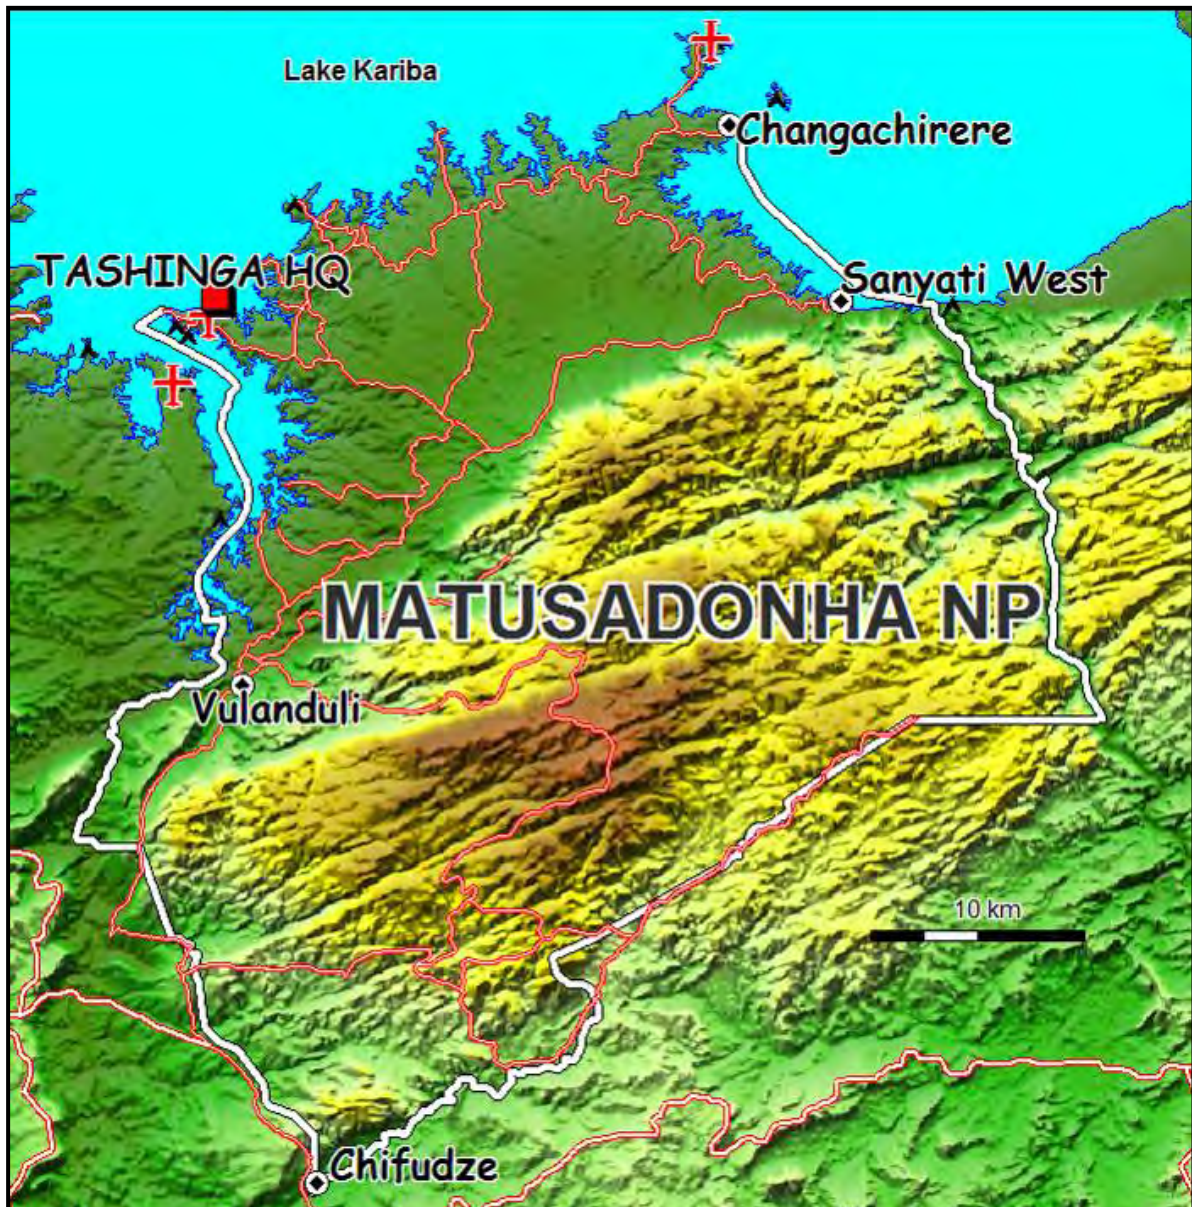 Lake Kariba
Changachirere
TASHINGA HQ
Sanyati West
MATUSADONHA NP
Vulanduli
10 km
Chifudze